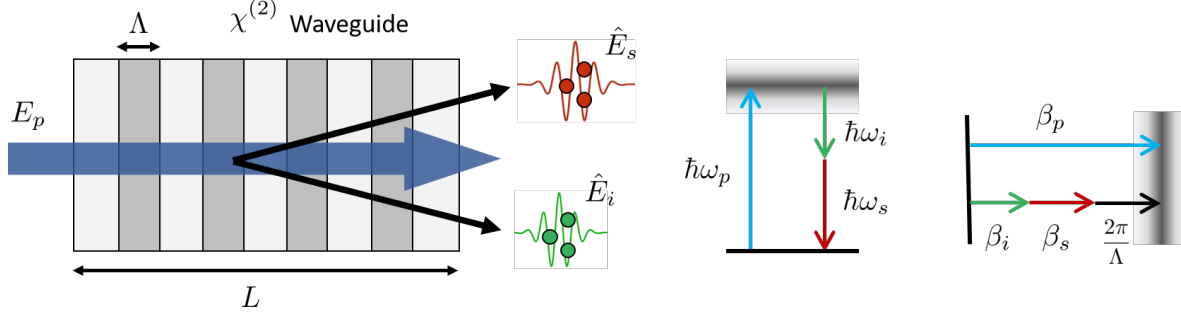 Λ
χ⁽²⁾ Waveguide
E_p
Ê_s
Ê_i
L
ℏω_p
ℏω_i
ℏω_s
β_p
β_i β_s 2π/Λ